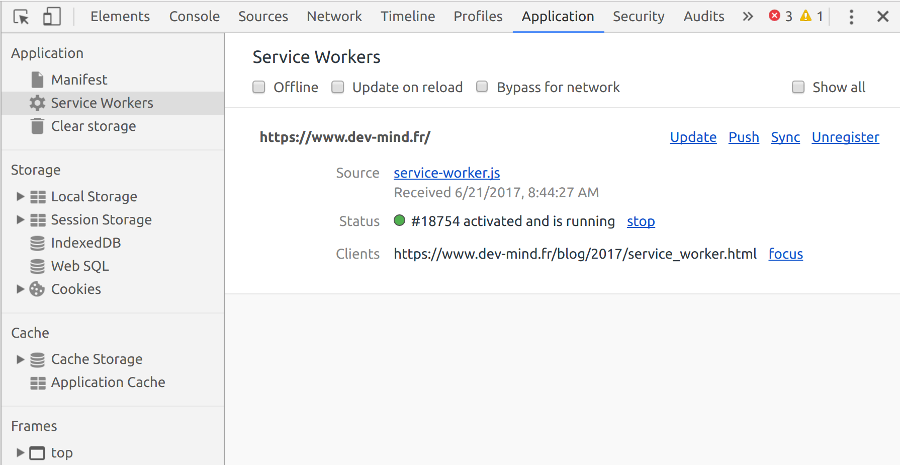 Elements Console Sources Network Timeline Profiles Application Security Audits » 3 1
Application
Manifest
Service Workers
Clear storage
Storage
Local Storage
Session Storage
IndexedDB
Web SQL
Cookies
Cache
Cache Storage
Application Cache
Frames
top
Service Workers
Offline Update on reload Bypass for network Show all
https://www.dev-mind.fr/ Update Push Sync Unregister
Source service-worker.js
Received 6/21/2017, 8:44:27 AM
Status #18754 activated and is running stop
Clients https://www.dev-mind.fr/blog/2017/service_worker.html focus